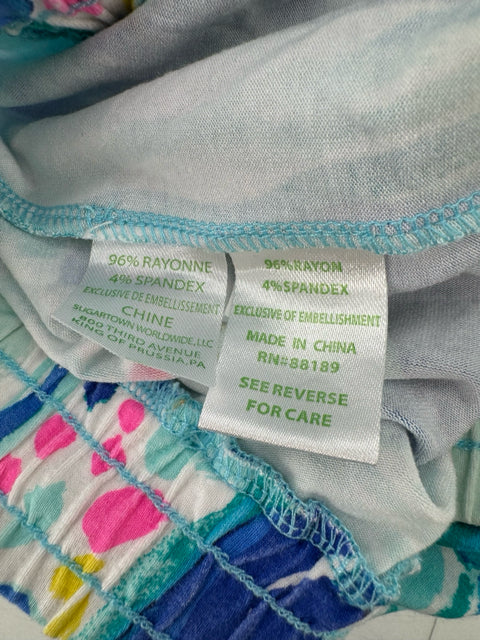 96% RAYONNE
4% SPANDEX
EXCLUSIVE DE EMBELLISSEMENT
CHINE
SUGARTOWN WORLDWIDE, LLC
800 THIRD AVENUE
KING OF PRUSSIA, PA
96% RAYON
4% SPANDEX
EXCLUSIVE OF EMBELLISHMENT
MADE IN CHINA
RN#88189
SEE REVERSE
FOR CARE